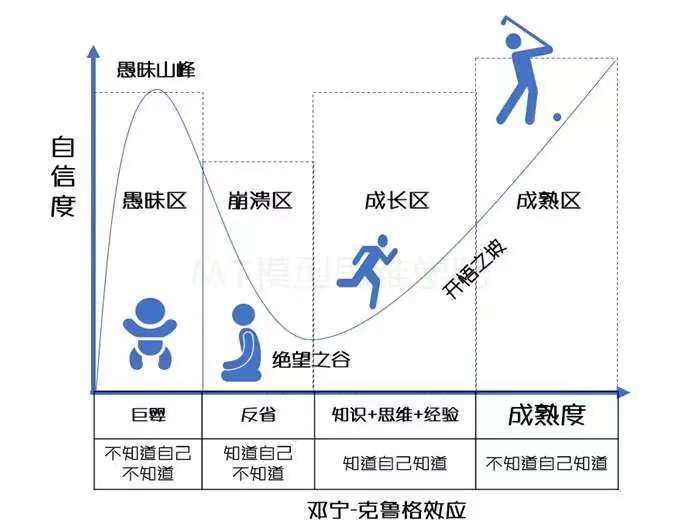 愚昧山峰
自信度
愚昧区
崩溃区
成长区
成熟区
开悟之坡
绝望之谷
巨婴
反省
知识+思维+经验
成熟度
不知道自己
不知道
知道自己
不知道
知道自己知道
不知道自己知道
邓宁-克鲁格效应